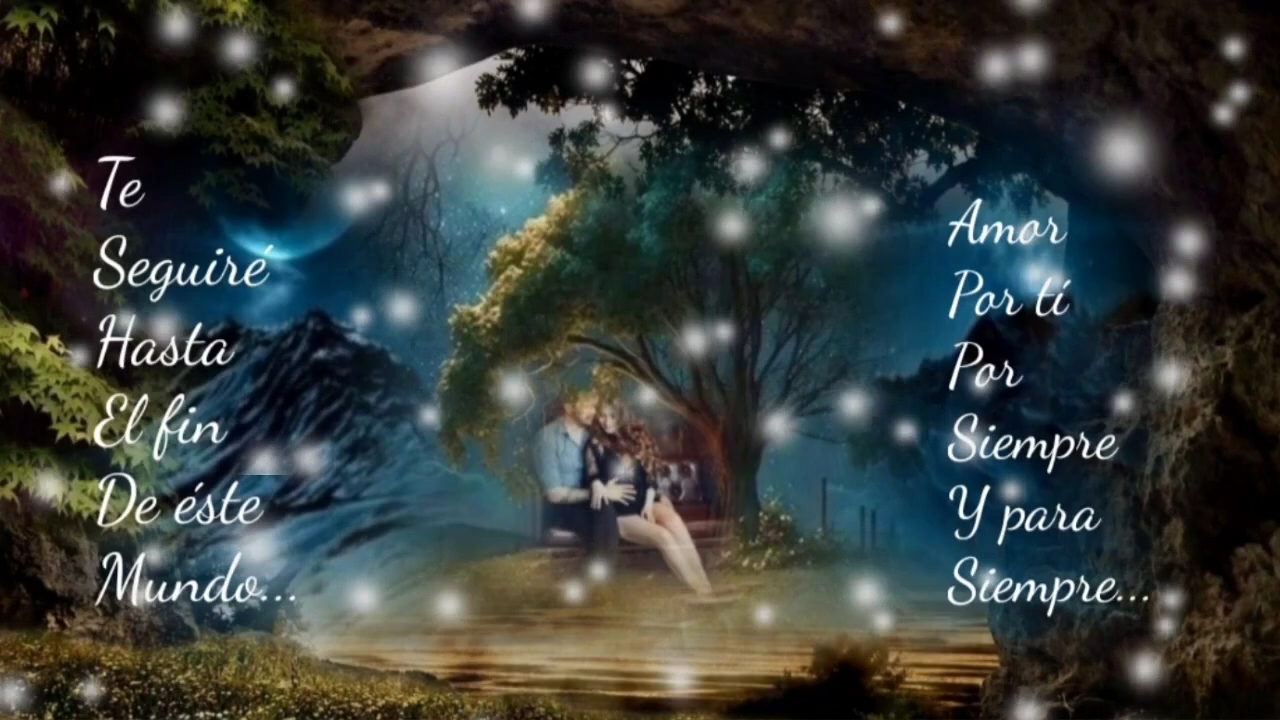 Te
Seguiré
Hasta
El fin
De éste
Mundo...
Amor
Por tí
Por
Siempre
Y para
Siempre...